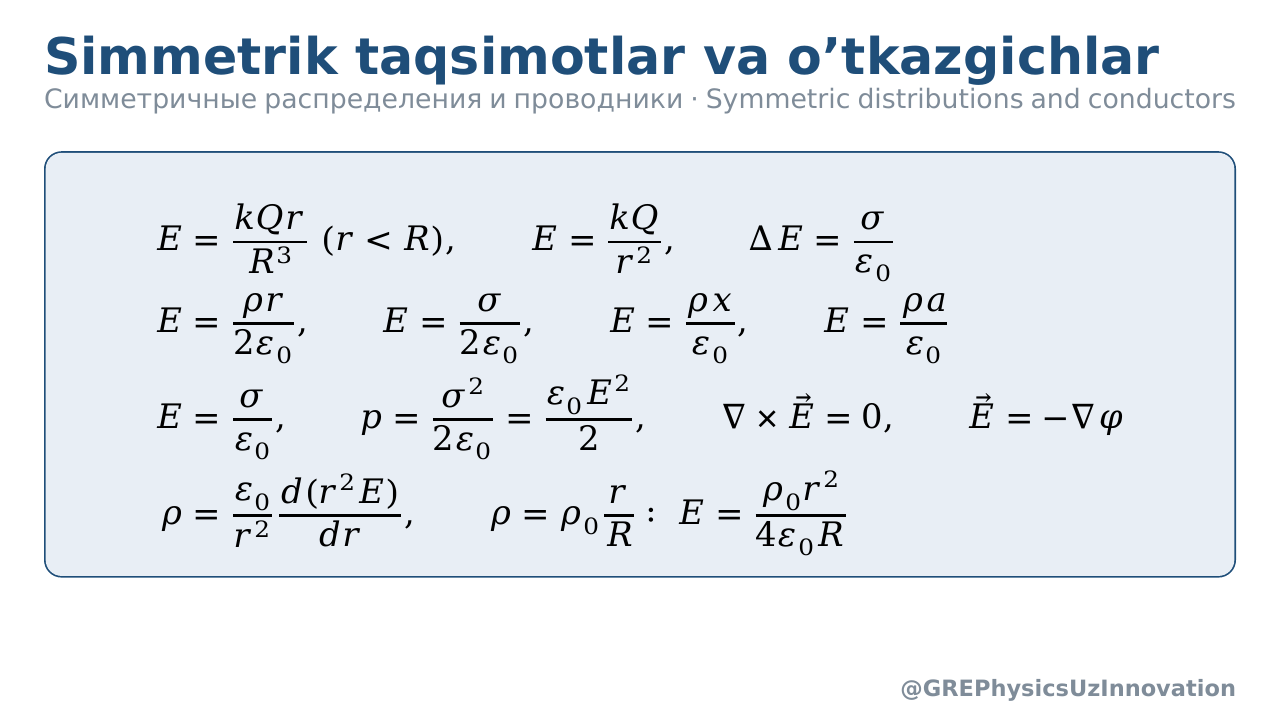 Simmetrik taqsimotlar va o’tkazgichlar
Симметричные распределения и проводники · Symmetric distributions and conductors
E = kQr/R³ (r < R), E = kQ/r², ΔE = σ/ε₀
E = ρr/2ε₀, E = σ/2ε₀, E = ρx/ε₀, E = ρa/ε₀
E = σ/ε₀, p = σ²/2ε₀ = ε₀E²/2, ∇ × E⃗ = 0, E⃗ = −∇φ
ρ = ε₀/r² d(r²E)/dr, ρ = ρ₀ r/R : E = ρ₀r²/4ε₀R
@GREPhysicsUzInnovation